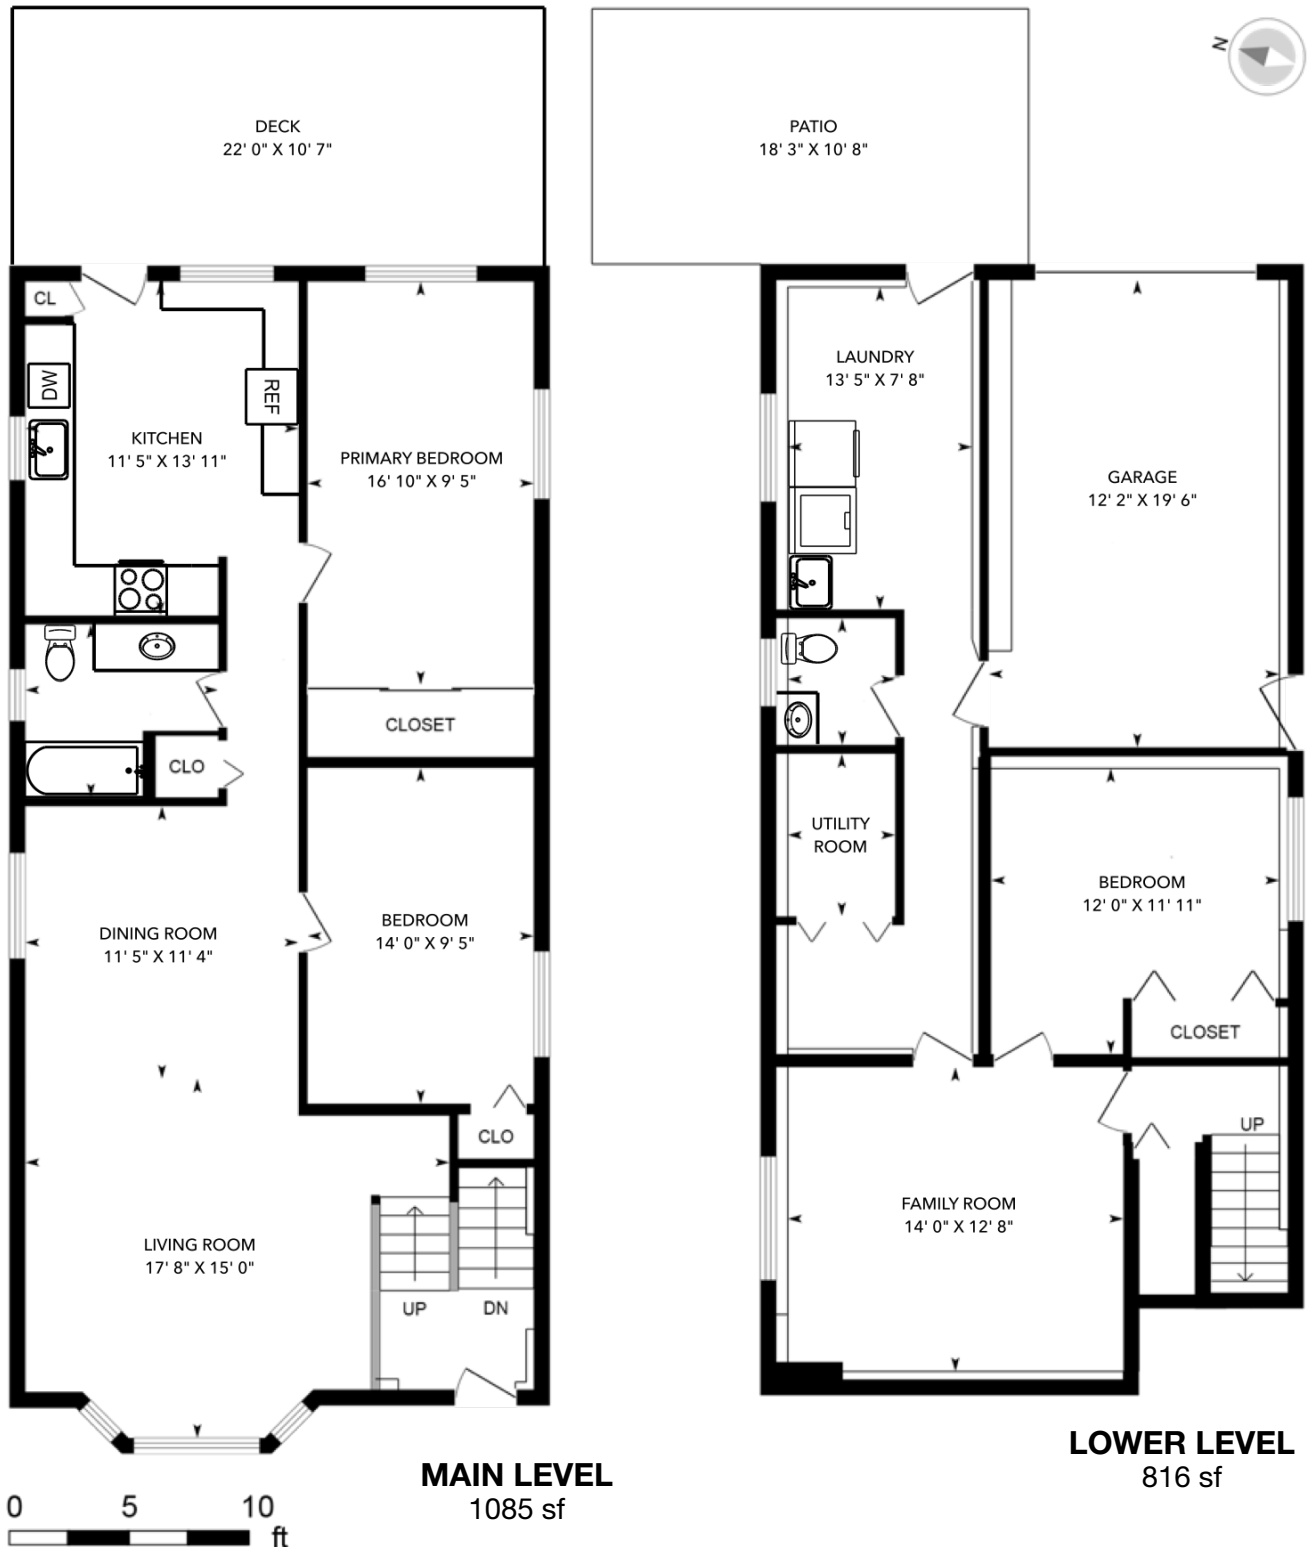 N
DECK
22' 0" X 10' 7"
PATIO
18' 3" X 10' 8"
CL
DW
REF
KITCHEN
11' 5" X 13' 11"
PRIMARY BEDROOM
16' 10" X 9' 5"
CLOSET
CLO
DINING ROOM
11' 5" X 11' 4"
BEDROOM
14' 0" X 9' 5"
CLO
LIVING ROOM
17' 8" X 15' 0"
UP
DN
LAUNDRY
13' 5" X 7' 8"
GARAGE
12' 2" X 19' 6"
UTILITY
ROOM
BEDROOM
12' 0" X 11' 11"
CLOSET
UP
FAMILY ROOM
14' 0" X 12' 8"
MAIN LEVEL
1085 sf
LOWER LEVEL
816 sf
0 5 10
ft